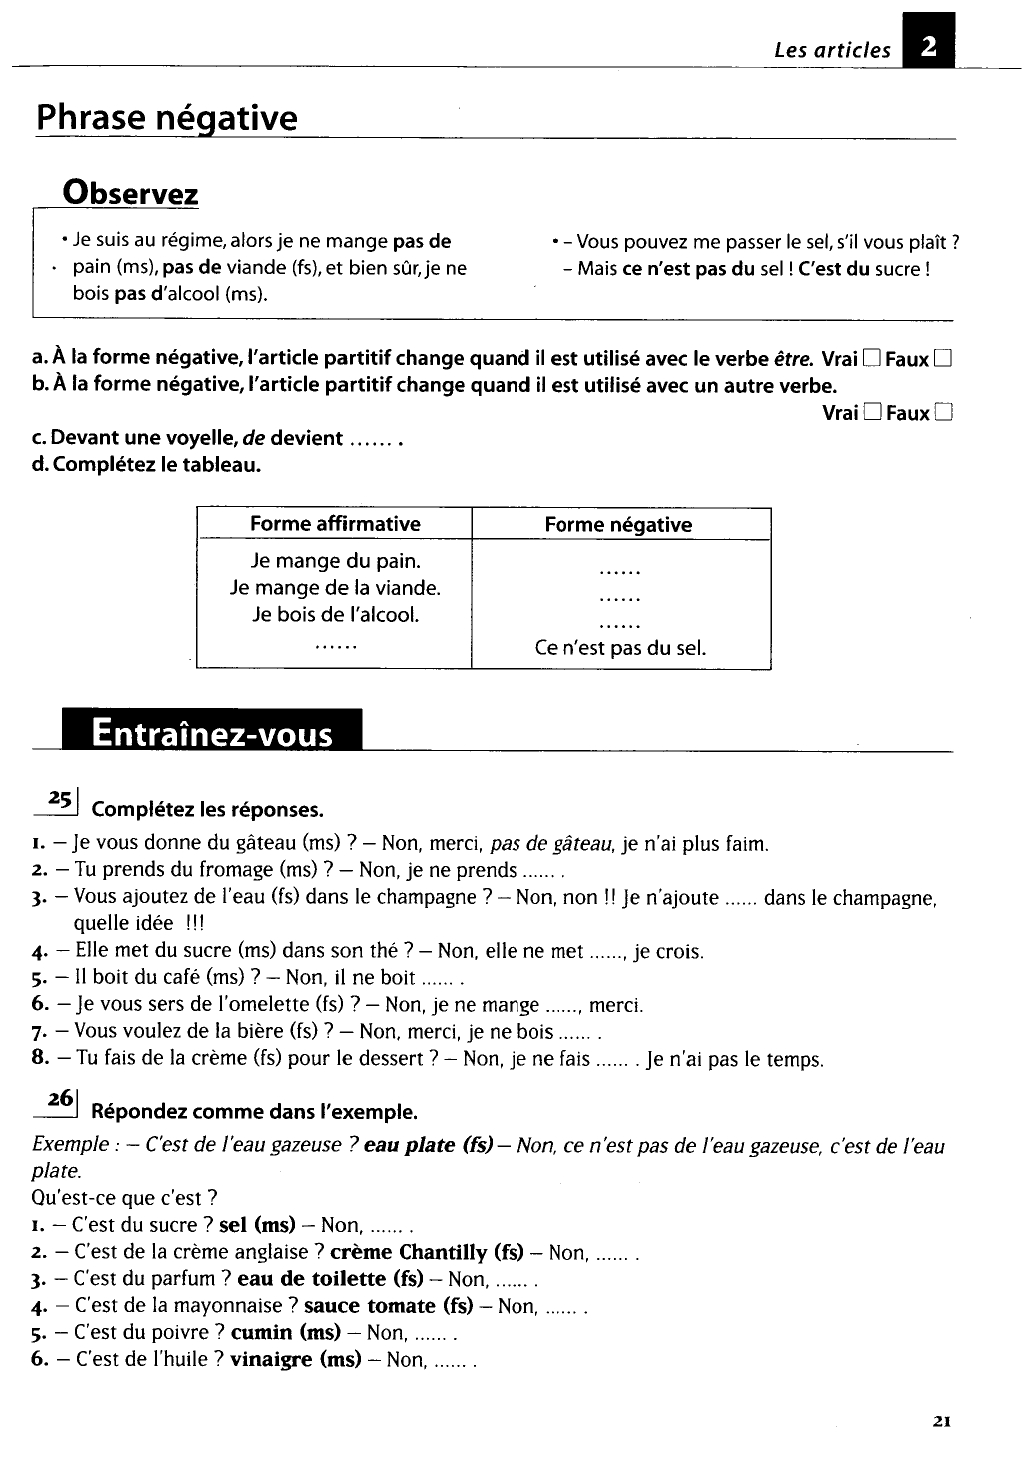 Les articles 2
Phrase négative
Observez
• Je suis au régime, alors je ne mange pas de
pain (ms), pas de viande (fs), et bien sûr, je ne
bois pas d'alcool (ms).
• – Vous pouvez me passer le sel, s'il vous plaît ?
– Mais ce n'est pas du sel ! C'est du sucre !
a. À la forme négative, l'article partitif change quand il est utilisé avec le verbe être. Vrai □ Faux □
b. À la forme négative, l'article partitif change quand il est utilisé avec un autre verbe.
Vrai □ Faux □
c. Devant une voyelle, de devient ....... .
d. Complétez le tableau.
Forme affirmative Forme négative
Je mange du pain. ......
Je mange de la viande. ......
Je bois de l'alcool. ......
...... Ce n'est pas du sel.
Entraînez-vous
25 Complétez les réponses.
1. – Je vous donne du gâteau (ms) ? – Non, merci, pas de gâteau, je n'ai plus faim.
2. – Tu prends du fromage (ms) ? – Non, je ne prends ...... .
3. – Vous ajoutez de l'eau (fs) dans le champagne ? – Non, non !! Je n'ajoute ...... dans le champagne,
quelle idée !!!
4. – Elle met du sucre (ms) dans son thé ? – Non, elle ne met ......, je crois.
5. – Il boit du café (ms) ? – Non, il ne boit ...... .
6. – Je vous sers de l'omelette (fs) ? – Non, je ne mange ......, merci.
7. – Vous voulez de la bière (fs) ? – Non, merci, je ne bois ...... .
8. – Tu fais de la crème (fs) pour le dessert ? – Non, je ne fais ...... . Je n'ai pas le temps.
26 Répondez comme dans l'exemple.
Exemple : – C'est de l'eau gazeuse ? eau plate (fs) – Non, ce n'est pas de l'eau gazeuse, c'est de l'eau
plate.
Qu'est-ce que c'est ?
1. – C'est du sucre ? sel (ms) – Non, ...... .
2. – C'est de la crème anglaise ? crème Chantilly (fs) – Non, ...... .
3. – C'est du parfum ? eau de toilette (fs) – Non, ...... .
4. – C'est de la mayonnaise ? sauce tomate (fs) – Non, ...... .
5. – C'est du poivre ? cumin (ms) – Non, ...... .
6. – C'est de l'huile ? vinaigre (ms) – Non, ...... .
21